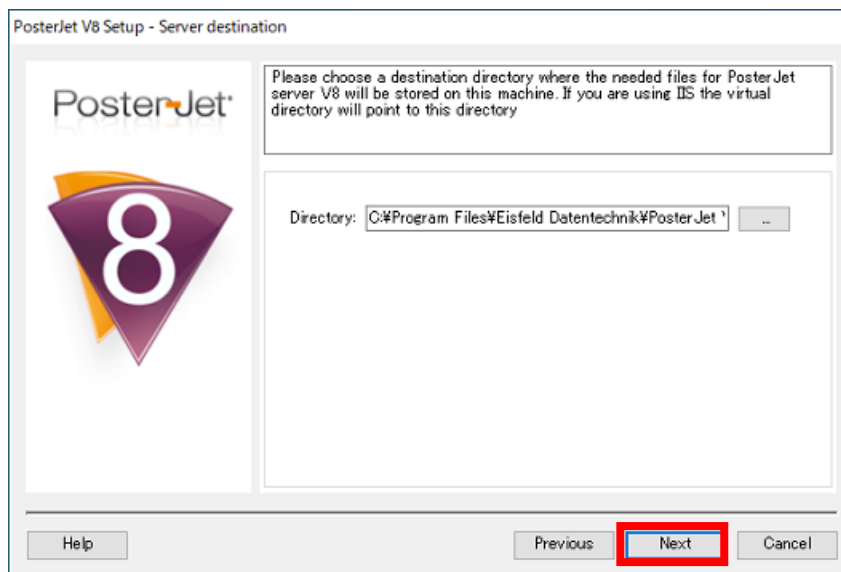 PosterJet V8 Setup - Server destination
PosterJet
Please choose a destination directory where the needed files for PosterJet
server V8 will be stored on this machine. If you are using IIS the virtual
directory will point to this directory
8
Directory: C:¥Program Files¥Eisfeld Datentechnik¥PosterJet ...
Help Previous Next Cancel